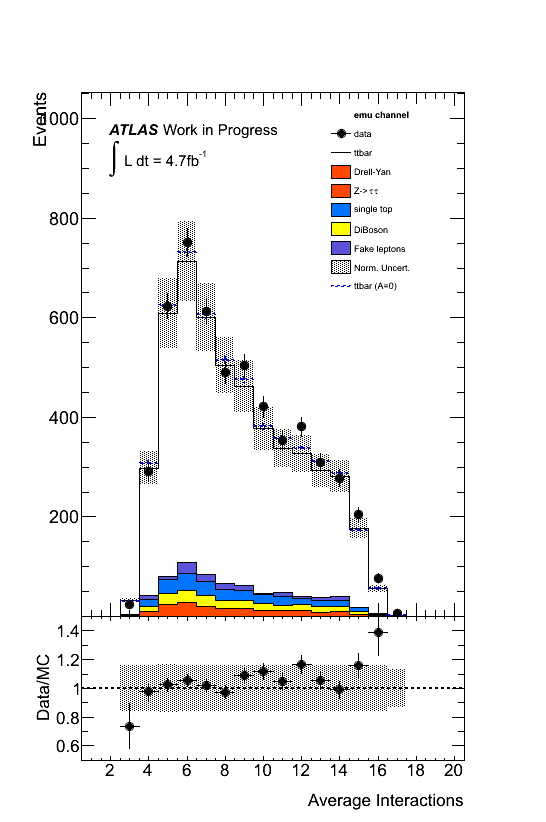 Events
1000
800
600
400
200
ATLAS Work in Progress
∫ L dt = 4.7fb⁻¹
emu channel
data
ttbar
Drell-Yan
Z->ττ
single top
DiBoson
Fake leptons
Norm. Uncert.
ttbar (A=0)
Data/MC
1.4
1.2
1
0.8
0.6
2 4 6 8 10 12 14 16 18 20
Average Interactions